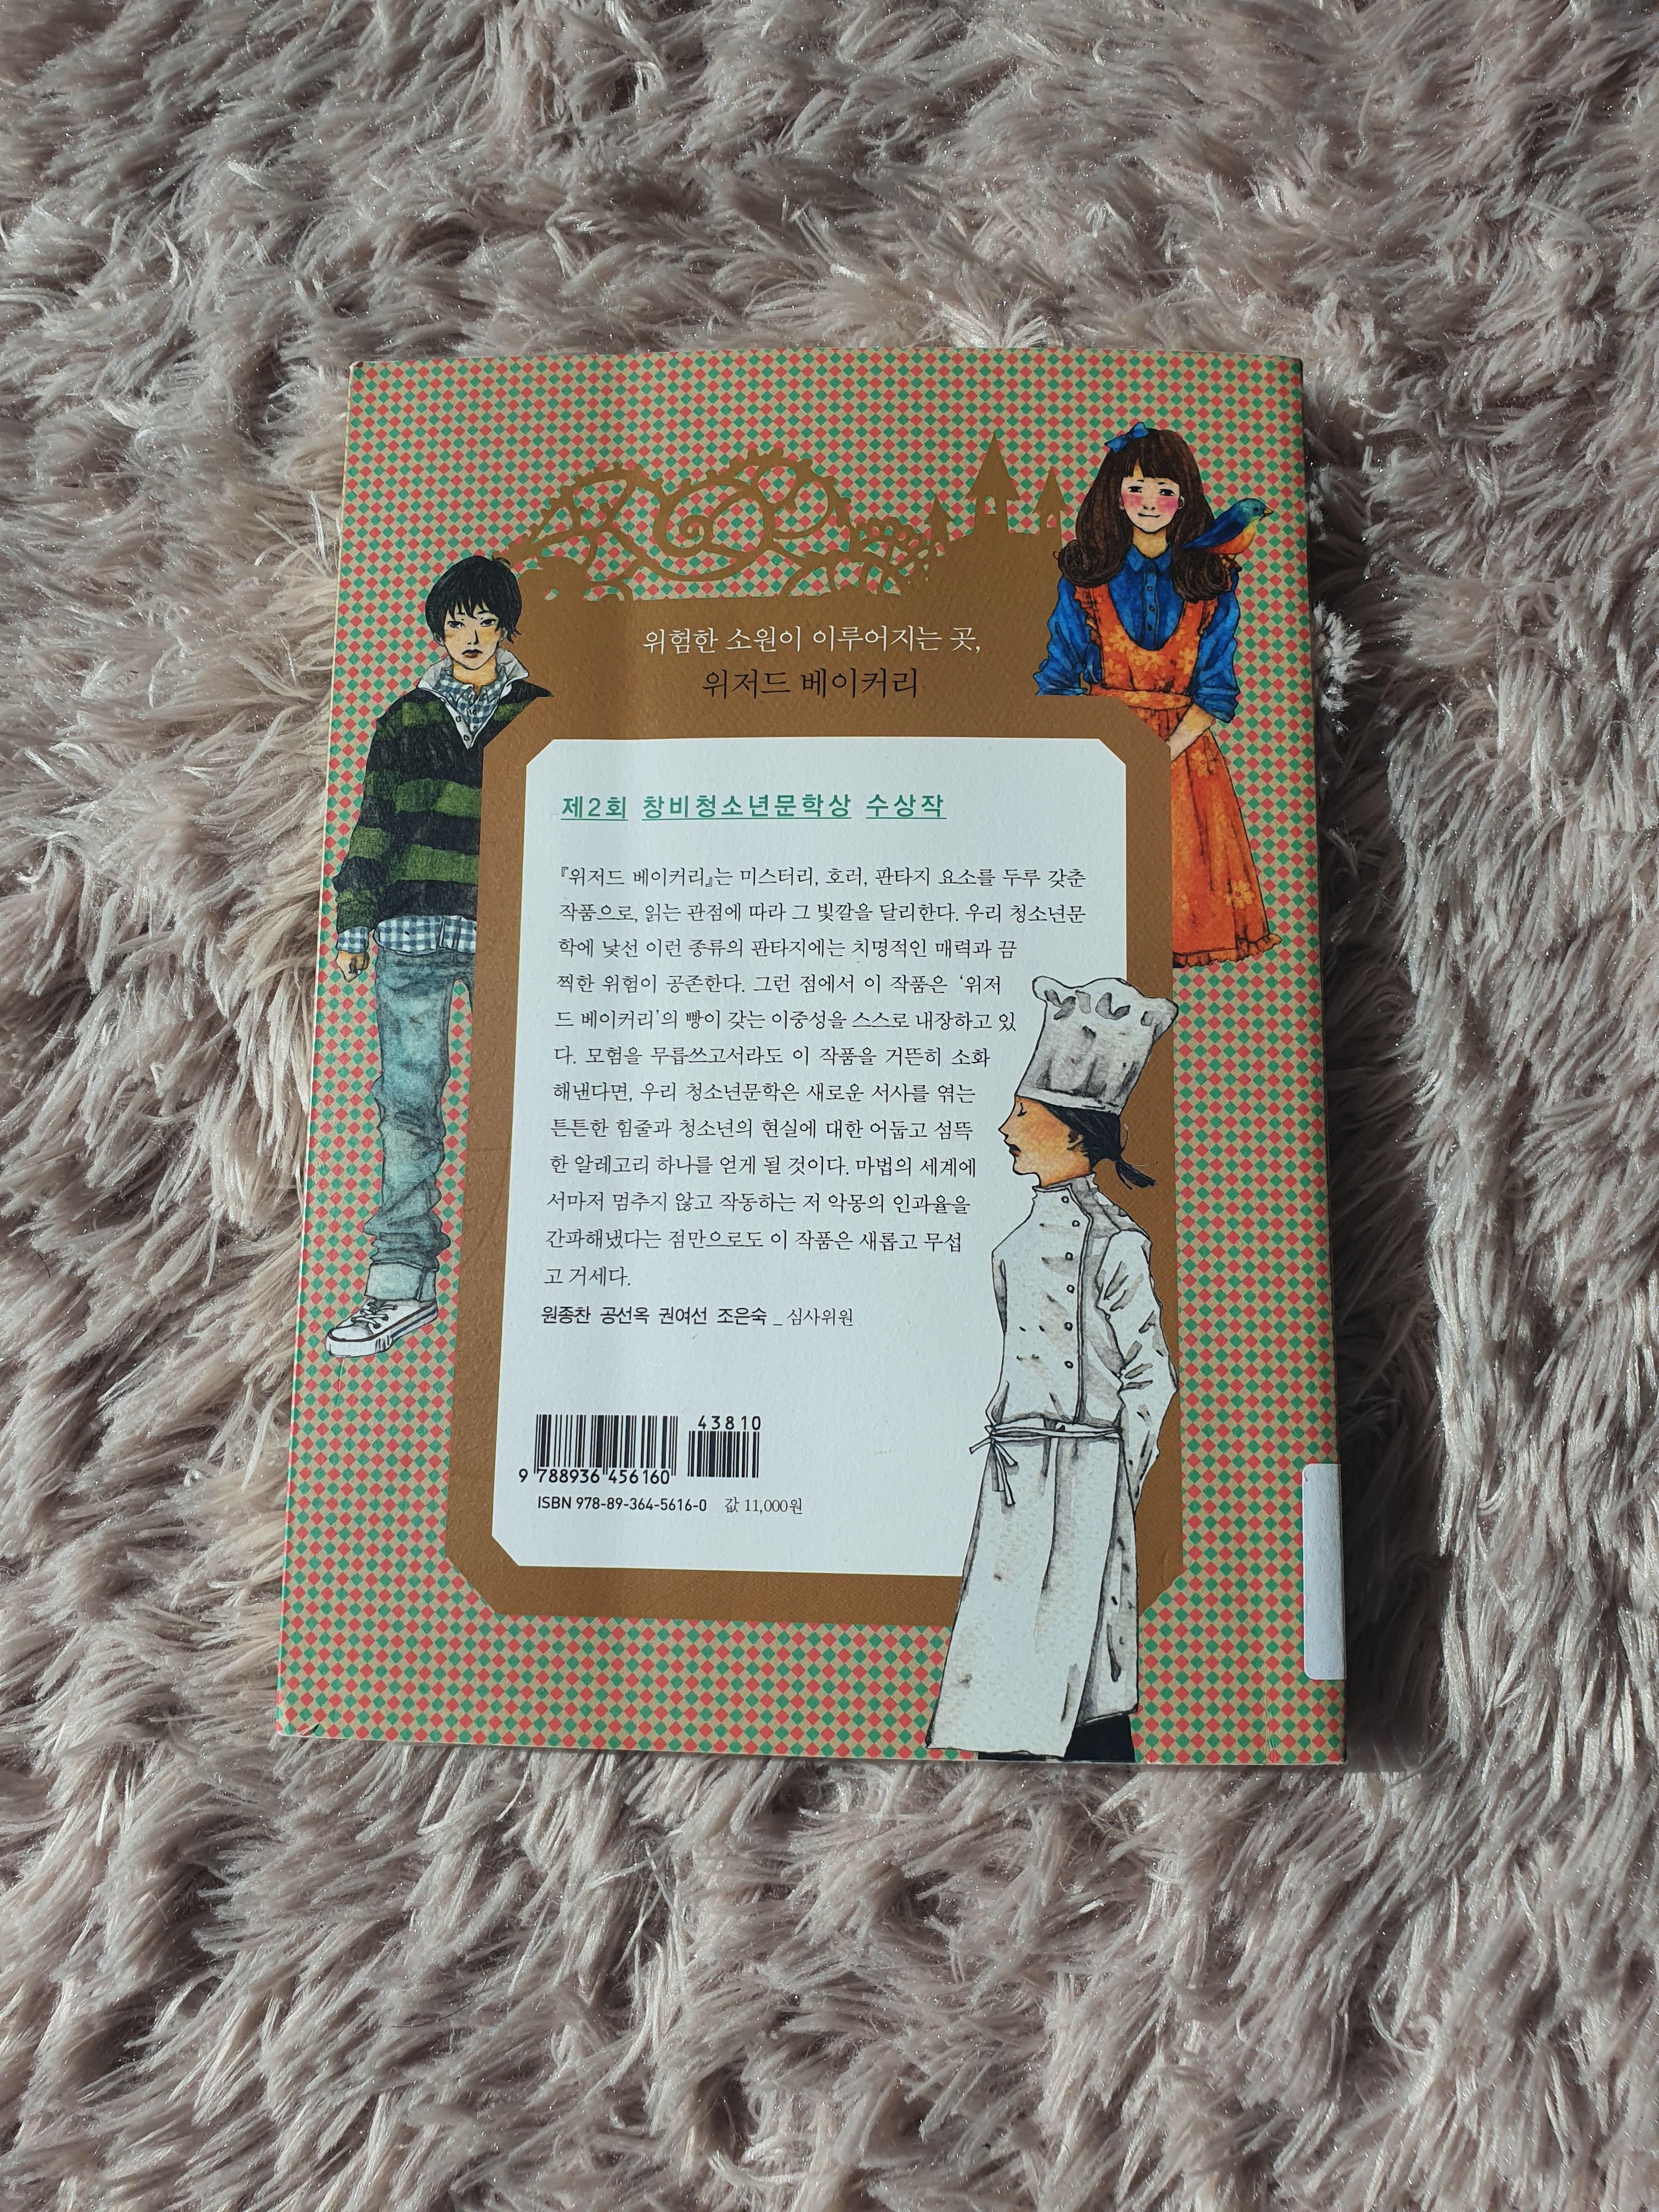 위험한 소원이 이루어지는 곳,
위저드 베이커리
제2회 창비청소년문학상 수상작
『위저드 베이커리』는 미스터리, 호러, 판타지 요소를 두루 갖춘
작품으로, 읽는 관점에 따라 그 빛깔을 달리한다. 우리 청소년문
학에 낯선 이런 종류의 판타지에는 치명적인 매력과 끔
찍한 위험이 공존한다. 그런 점에서 이 작품은 ‘위저
드 베이커리’의 빵이 갖는 이중성을 스스로 내장하고 있
다. 모험을 무릅쓰고서라도 이 작품을 거뜬히 소화
해낸다면, 우리 청소년문학은 새로운 서사를 엮는
튼튼한 힘줄과 청소년의 현실에 대한 어둡고 섬뜩
한 알레고리 하나를 얻게 될 것이다. 마법의 세계에
서마저 멈추지 않고 작동하는 저 악몽의 인과율을
간파해냈다는 점만으로도 이 작품은 새롭고 무섭
고 거세다.
원종찬 공선옥 권여선 조은숙 _ 심사위원
43810
9 788936 456160
ISBN 978-89-364-5616-0 값 11,000원